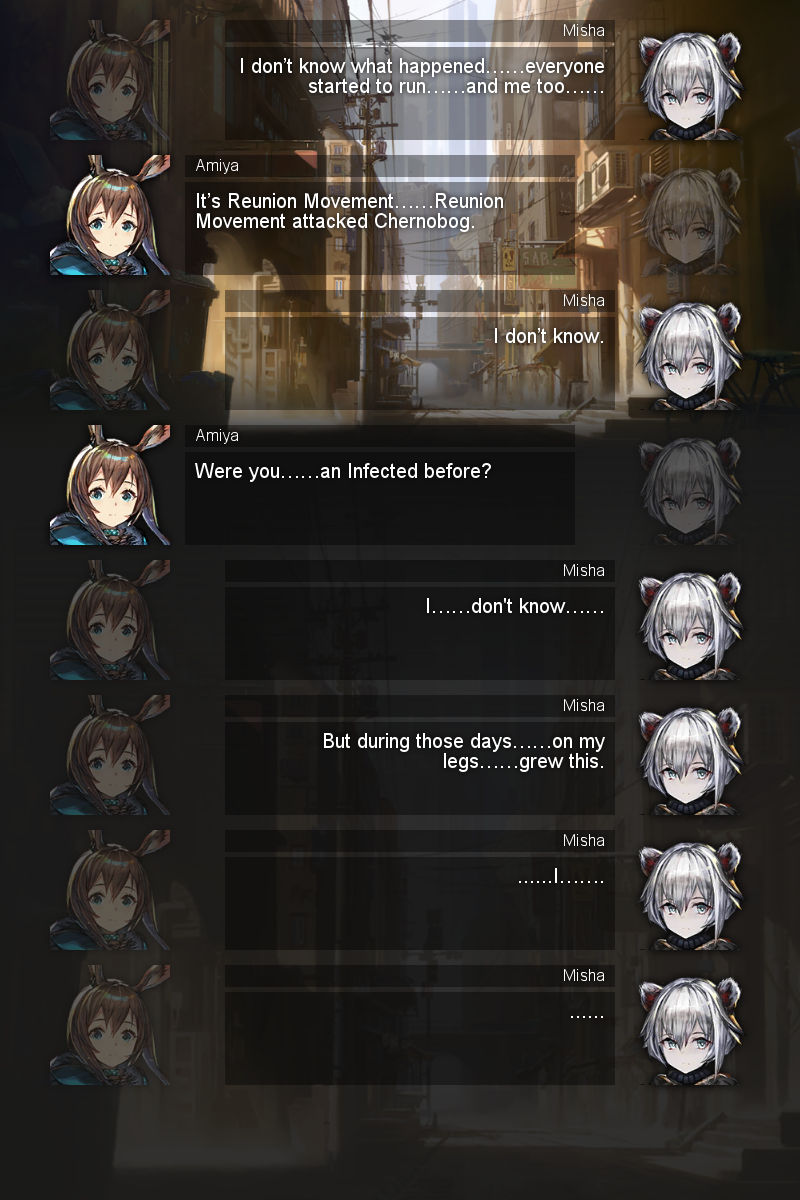 Misha
I don't know what happened……everyone
started to run……and me too……
Amiya
It's Reunion Movement……Reunion
Movement attacked Chernobog.
Misha
I don't know.
Amiya
Were you……an Infected before?
Misha
I……don't know……
Misha
But during those days……on my
legs……grew this.
Misha
......I…….
Misha
……